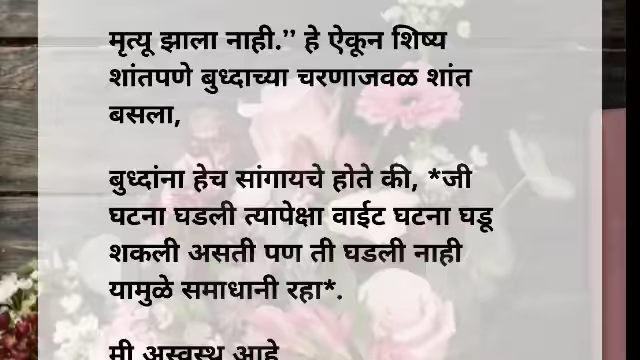 मृत्यू झाला नाही.” हे ऐकून शिष्य
शांतपणे बुध्दाच्या चरणाजवळ शांत
बसला,
बुध्दांना हेच सांगायचे होते की, *जी
घटना घडली त्यापेक्षा वाईट घटना घडू
शकली असती पण ती घडली नाही
यामुळे समाधानी रहा*.
मी अस्वस्थ आहे